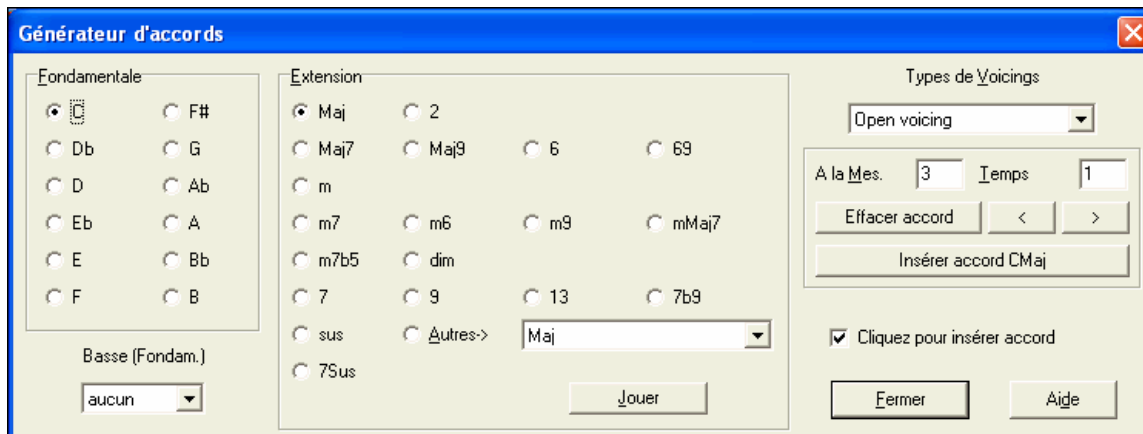 Générateur d'accords
Fondamentale
C F#
Db G
D Ab
Eb A
E Bb
F B
Basse (Fondam.)
aucun
Extension
Maj 2
Maj7 Maj9 6 69
m
m7 m6 m9 mMaj7
m7b5 dim
7 9 13 7b9
sus Autres-> Maj
7Sus
Jouer
Types de Voicings
Open voicing
A la Mes. 3 Temps 1
Effacer accord < >
Insérer accord CMaj
Cliquez pour insérer accord
Fermer Aide